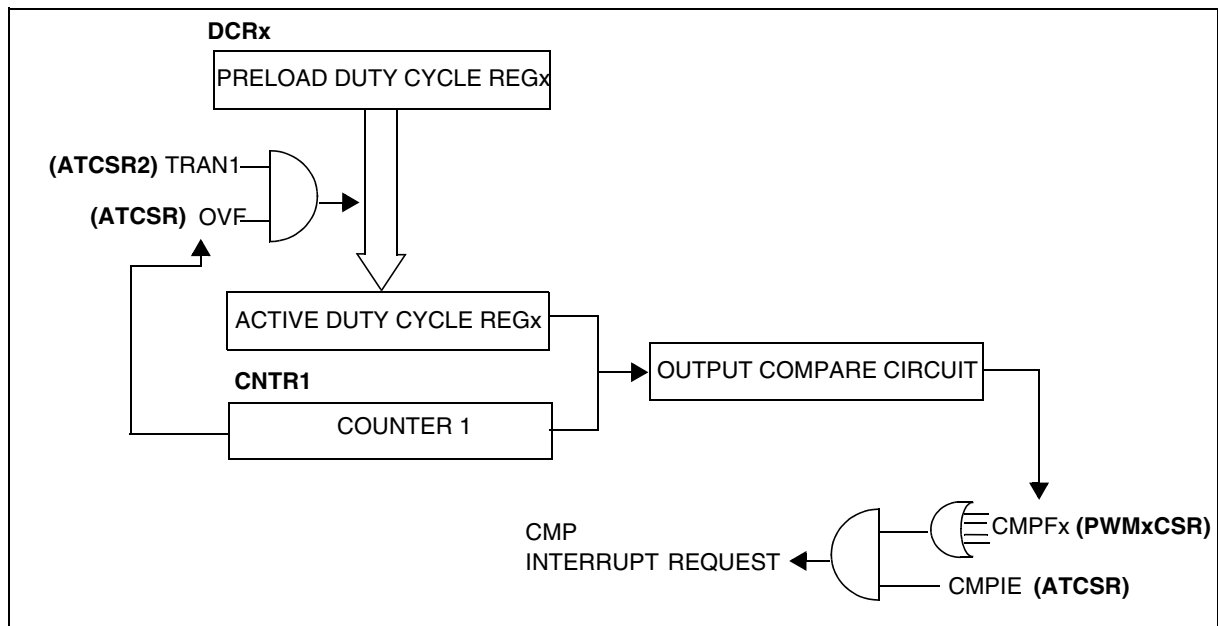 DCRx
PRELOAD DUTY CYCLE REGx
(ATCSR2) TRAN1
(ATCSR) OVF
ACTIVE DUTY CYCLE REGx
CNTR1
OUTPUT COMPARE CIRCUIT
COUNTER 1
CMPFx (PWMxCSR)
CMP
INTERRUPT REQUEST
CMPIE (ATCSR)